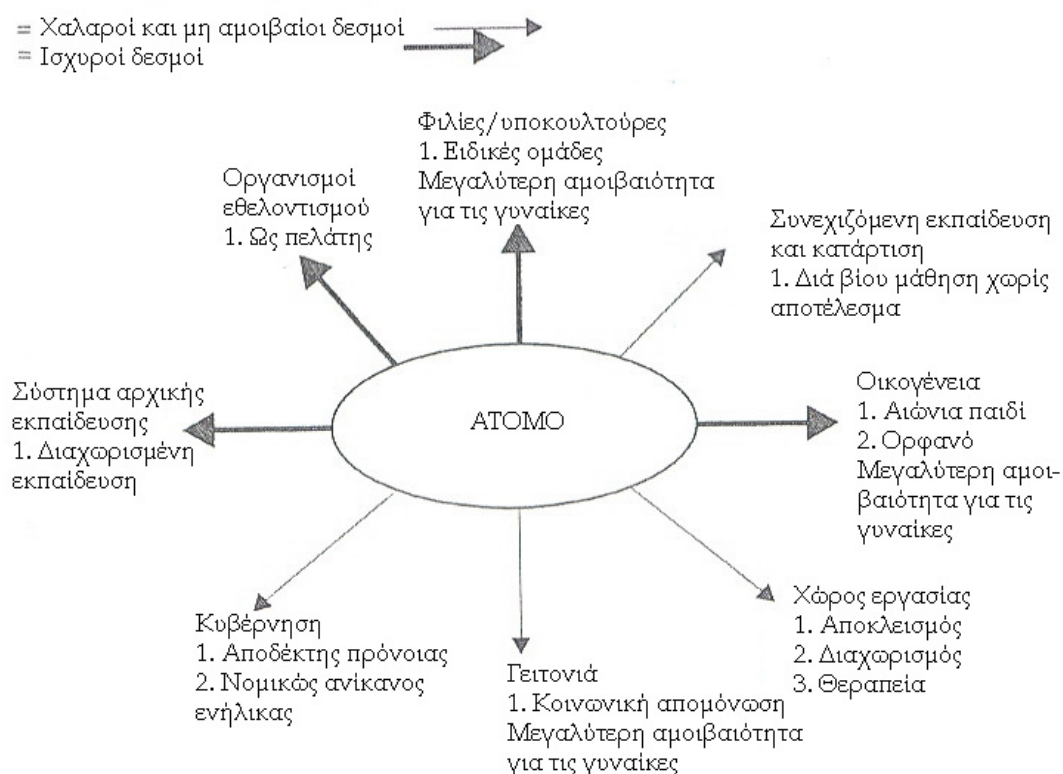 = Χαλαροί και μη αμοιβαίοι δεσμοί
= Ισχυροί δεσμοί
Φιλίες/υποκουλτούρες
1. Ειδικές ομάδες
Μεγαλύτερη αμοιβαιότητα
για τις γυναίκες
Οργανισμοί
εθελοντισμού
1. Ως πελάτης
Συνεχιζόμενη εκπαίδευση
και κατάρτιση
1. Διά βίου μάθηση χωρίς
αποτέλεσμα
Σύστημα αρχικής
εκπαίδευσης
1. Διαχωρισμένη
εκπαίδευση
ΑΤΟΜΟ
Οικογένεια
1. Αιώνια παιδί
2. Ορφανό
Μεγαλύτερη αμοι-
βαιότητα για τις
γυναίκες
Κυβέρνηση
1. Αποδέκτης πρόνοιας
2. Νομικώς ανίκανος
ενήλικας
Γειτονιά
1. Κοινωνική απομόνωση
Μεγαλύτερη αμοιβαιότητα
για τις γυναίκες
Χώρος εργασίας
1. Αποκλεισμός
2. Διαχωρισμός
3. Θεραπεία